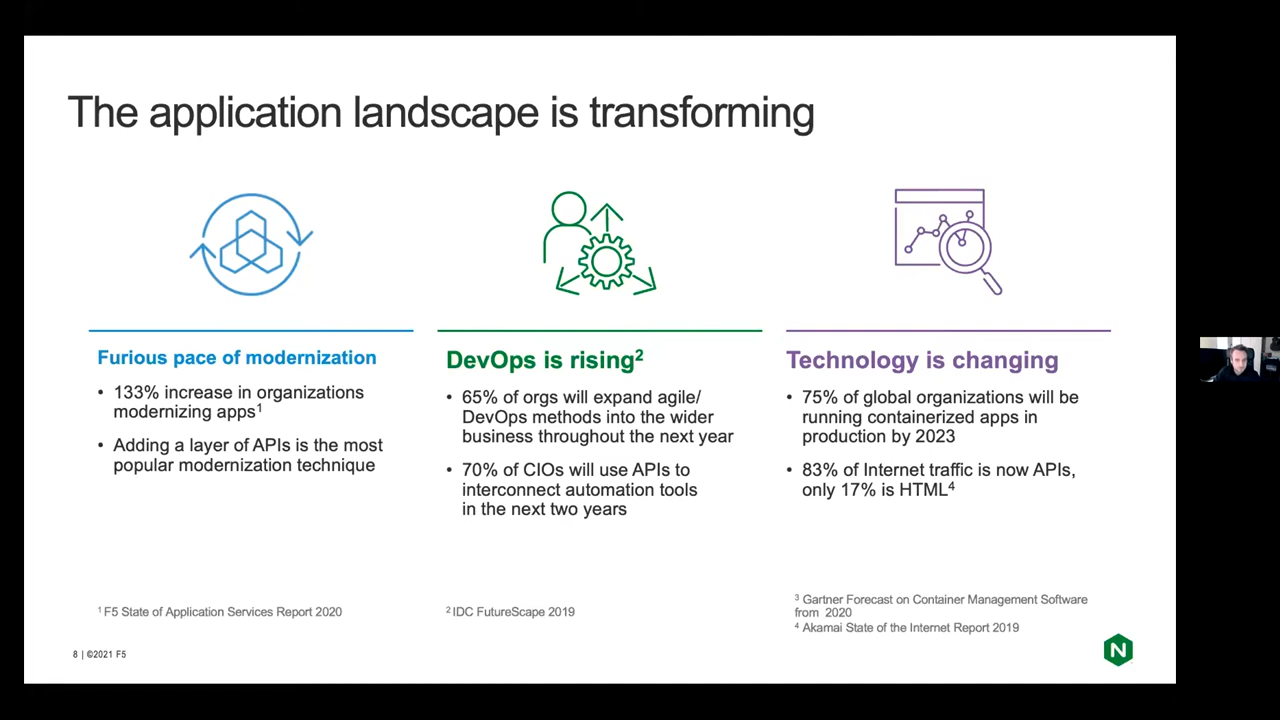 The application landscape is transforming
Furious pace of modernization
• 133% increase in organizations
modernizing apps¹
• Adding a layer of APIs is the most
popular modernization technique
DevOps is rising²
• 65% of orgs will expand agile/
DevOps methods into the wider
business throughout the next year
• 70% of CIOs will use APIs to
interconnect automation tools
in the next two years
Technology is changing
• 75% of global organizations will be
running containerized apps in
production by 2023
• 83% of Internet traffic is now APIs,
only 17% is HTML⁴
¹ F5 State of Application Services Report 2020
² IDC FutureScape 2019
³ Gartner Forecast on Container Management Software
from 2020
⁴ Akamai State of the Internet Report 2019
8 | ©2021 F5
N